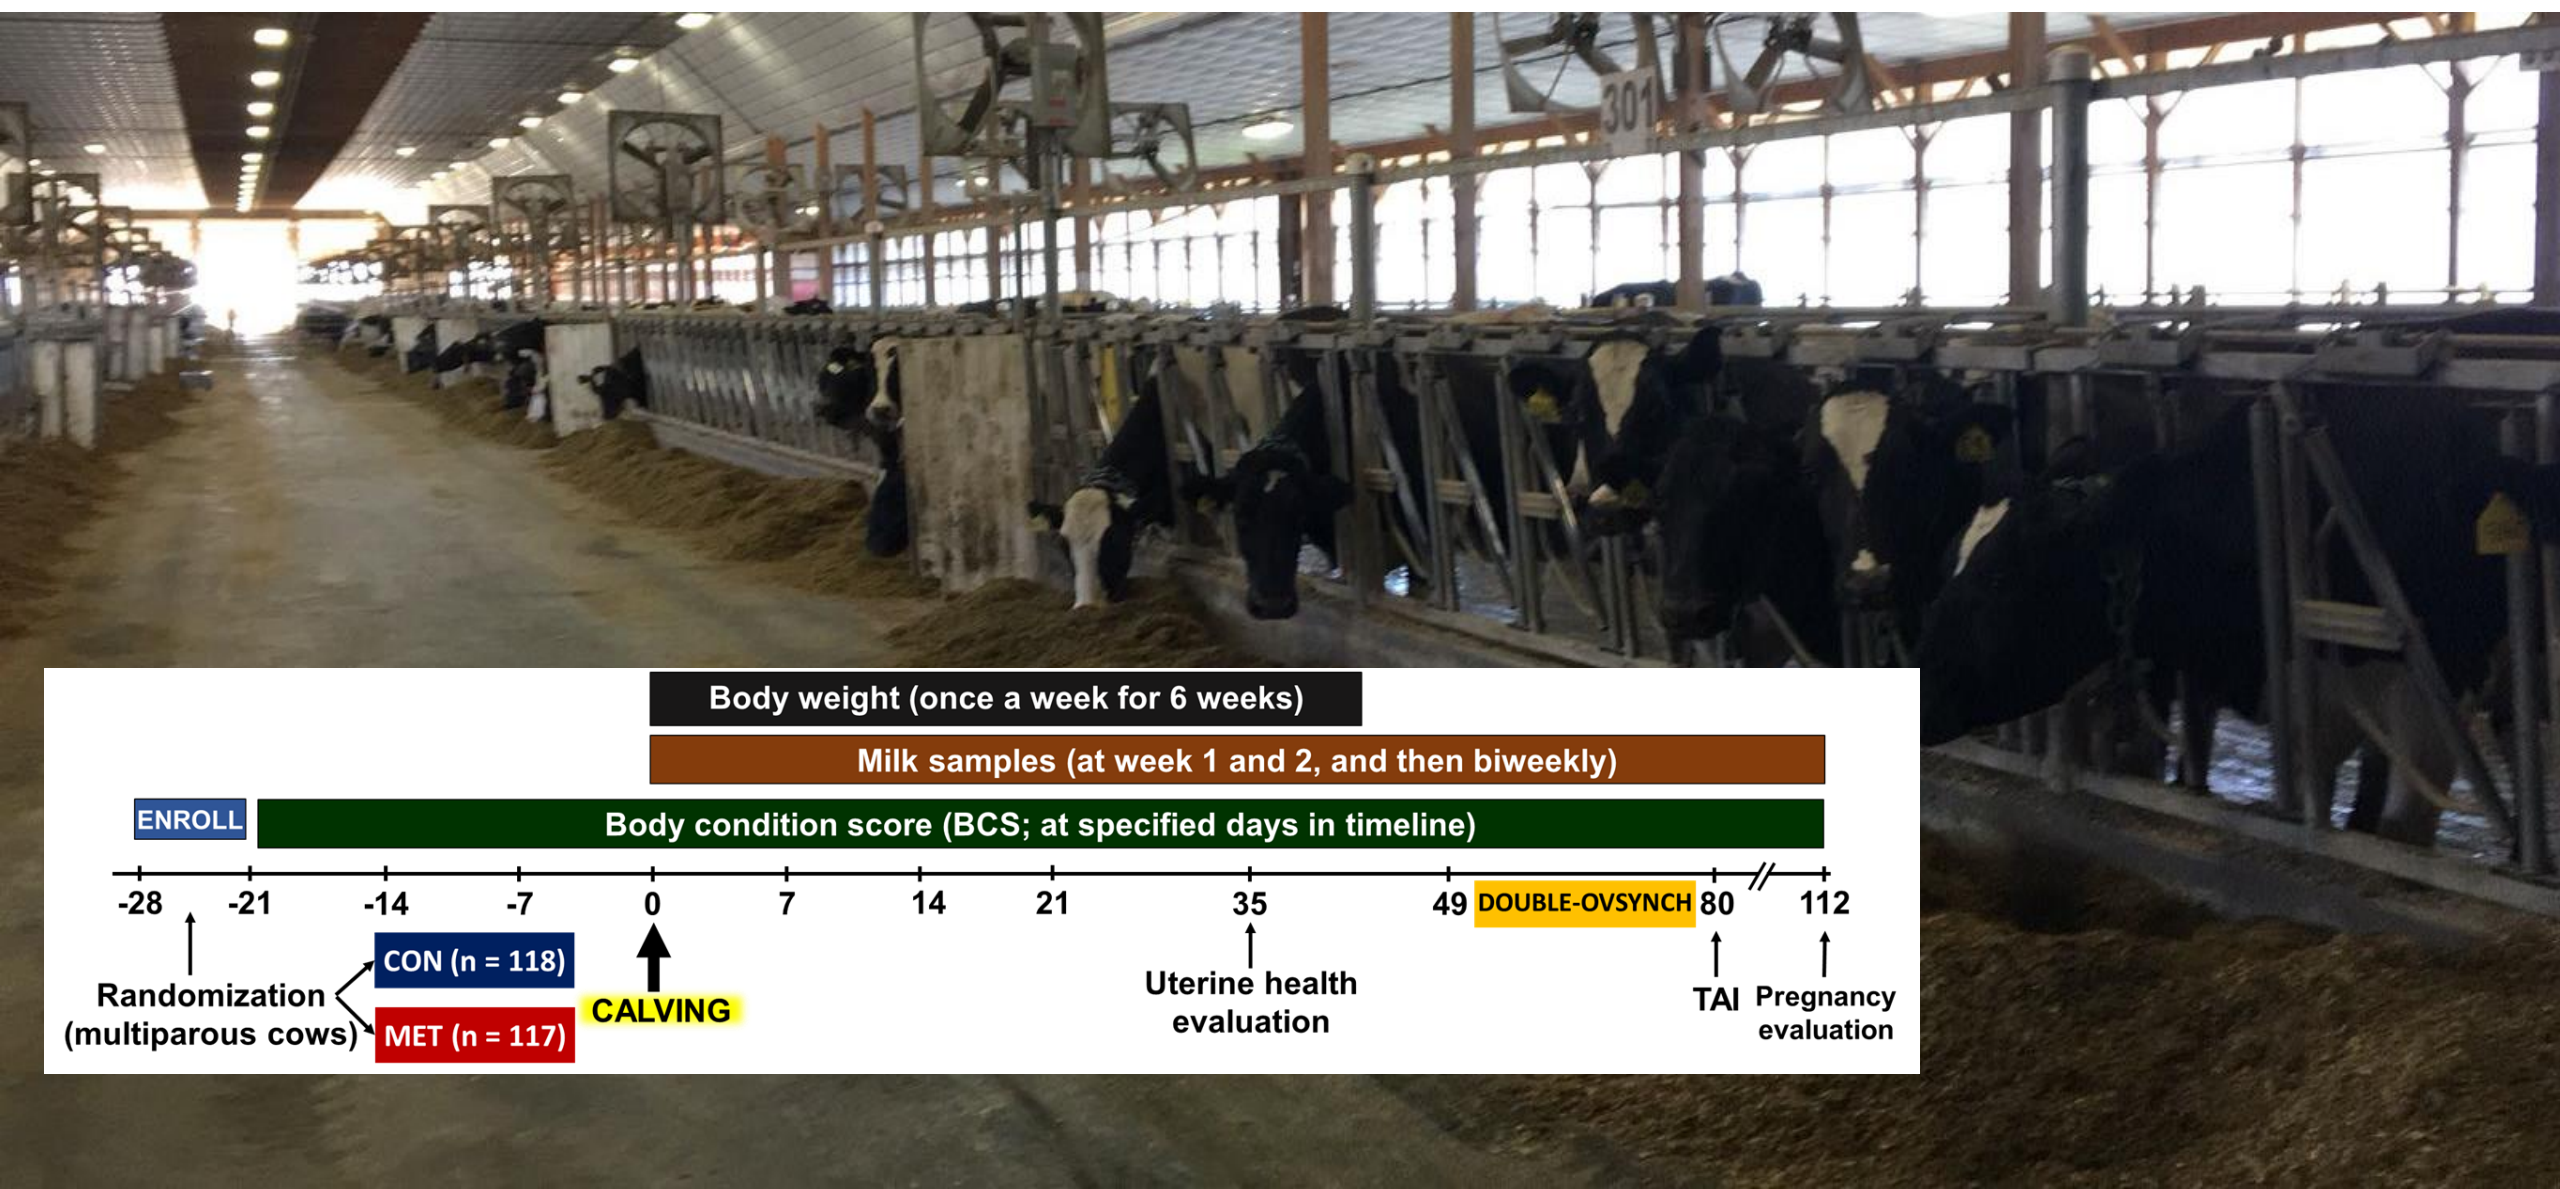 301
Body weight (once a week for 6 weeks)
Milk samples (at week 1 and 2, and then biweekly)
ENROLL
Body condition score (BCS; at specified days in timeline)
-28 -21 -14 -7 0 7 14 21 35 49 DOUBLE-OVSYNCH 80 112
Randomization
(multiparous cows)
CON (n = 118)
MET (n = 117)
CALVING
Uterine health
evaluation
TAI
Pregnancy
evaluation